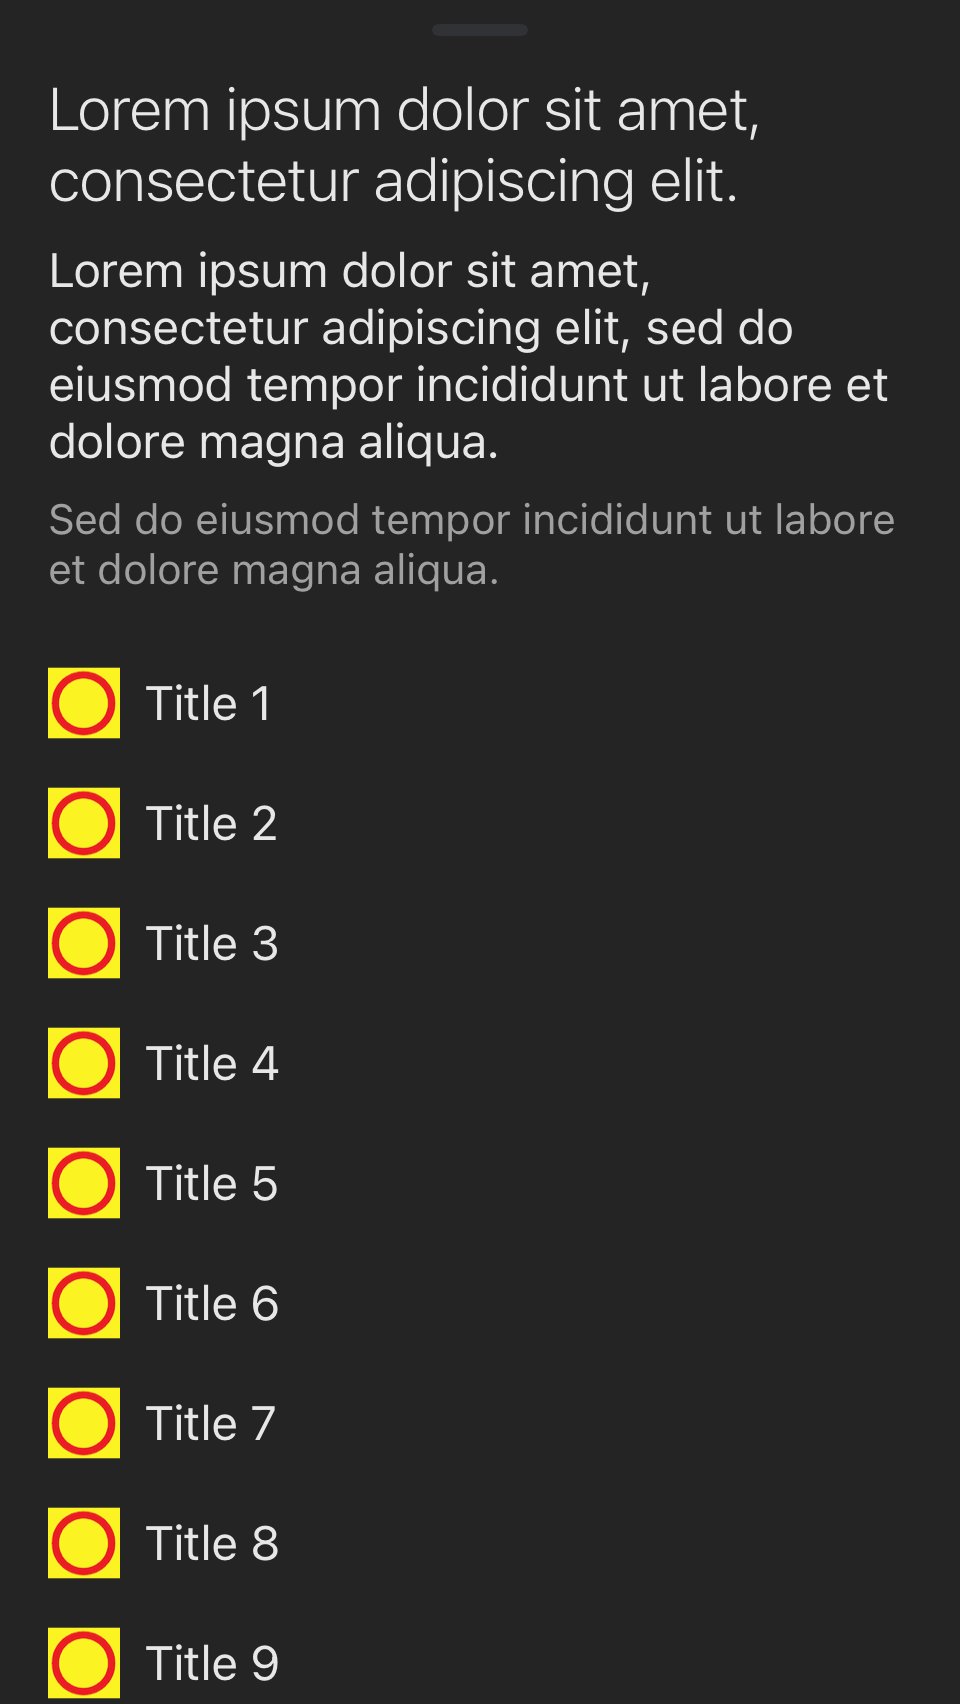 Lorem ipsum dolor sit amet,
consectetur adipiscing elit.
Lorem ipsum dolor sit amet,
consectetur adipiscing elit, sed do
eiusmod tempor incididunt ut labore et
dolore magna aliqua.
Sed do eiusmod tempor incididunt ut labore
et dolore magna aliqua.
Title 1
Title 2
Title 3
Title 4
Title 5
Title 6
Title 7
Title 8
Title 9